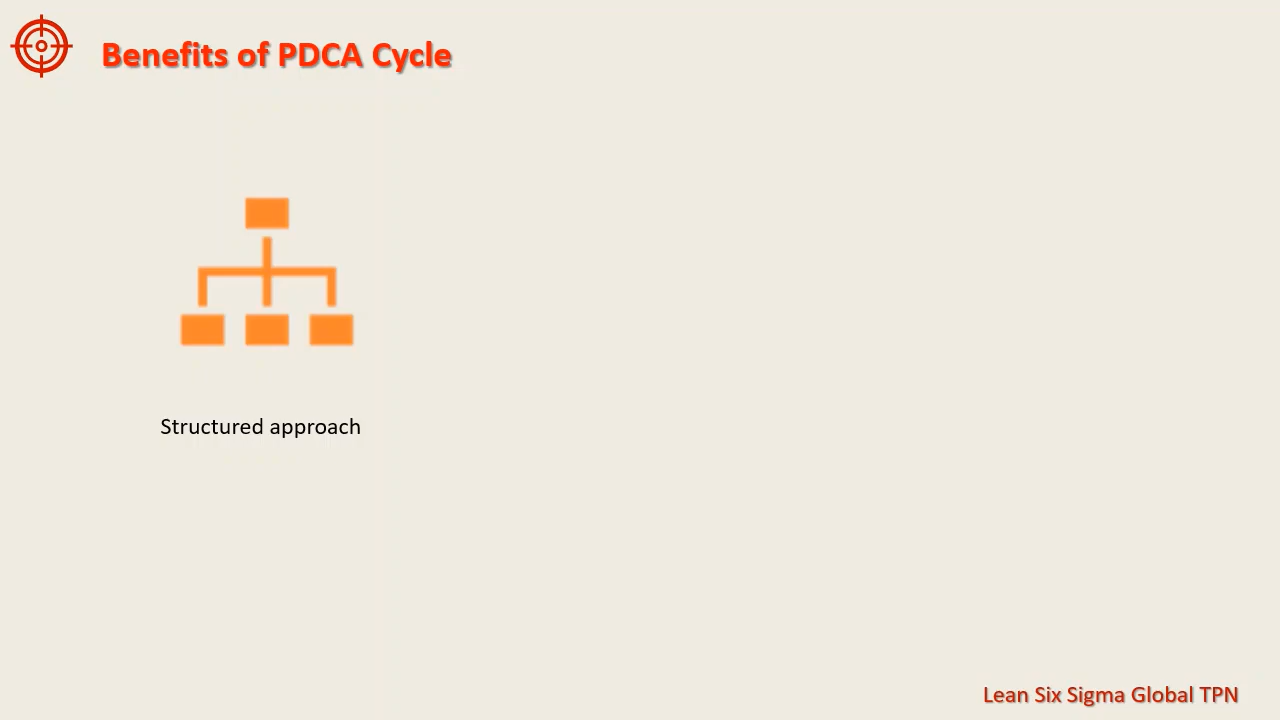 Benefits of PDCA Cycle
Structured approach
Lean Six Sigma Global TPN